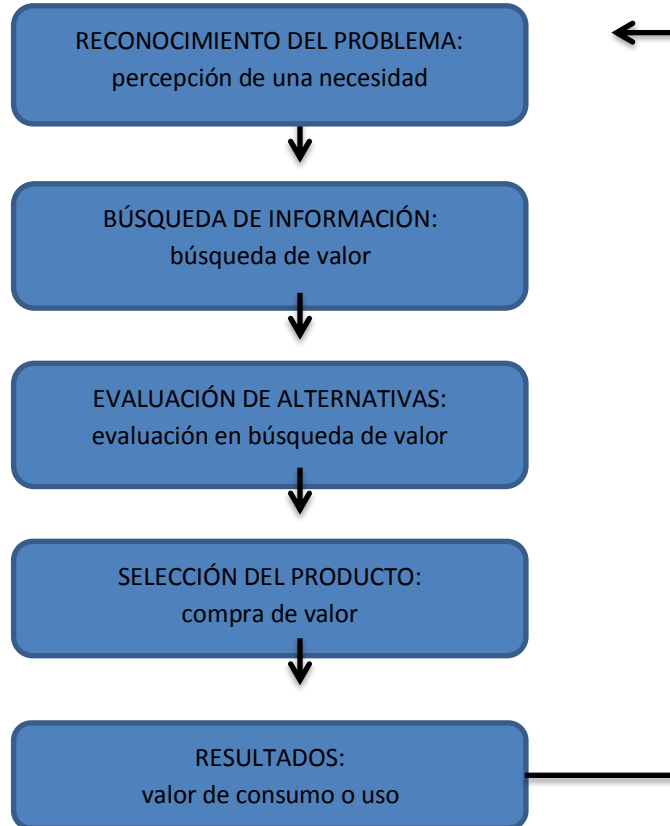 RECONOCIMIENTO DEL PROBLEMA:
percepción de una necesidad
BÚSQUEDA DE INFORMACIÓN:
búsqueda de valor
EVALUACIÓN DE ALTERNATIVAS:
evaluación en búsqueda de valor
SELECCIÓN DEL PRODUCTO:
compra de valor
RESULTADOS:
valor de consumo o uso